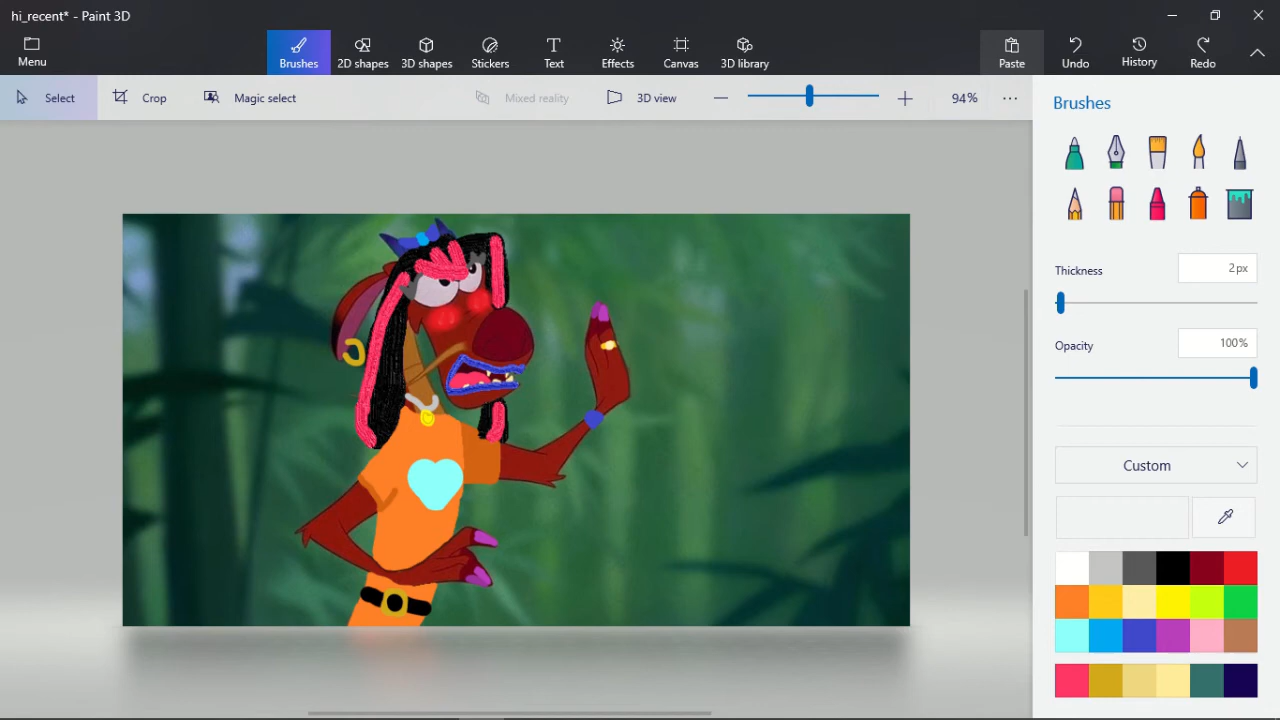 hi_recent* - Paint 3D
Menu
Brushes
2D shapes
3D shapes
Stickers
Text
Effects
Canvas
3D library
Paste
Undo
History
Redo
Select
Crop
Magic select
Mixed reality
3D view
94%
Brushes
Thickness
2px
Opacity
100%
Custom